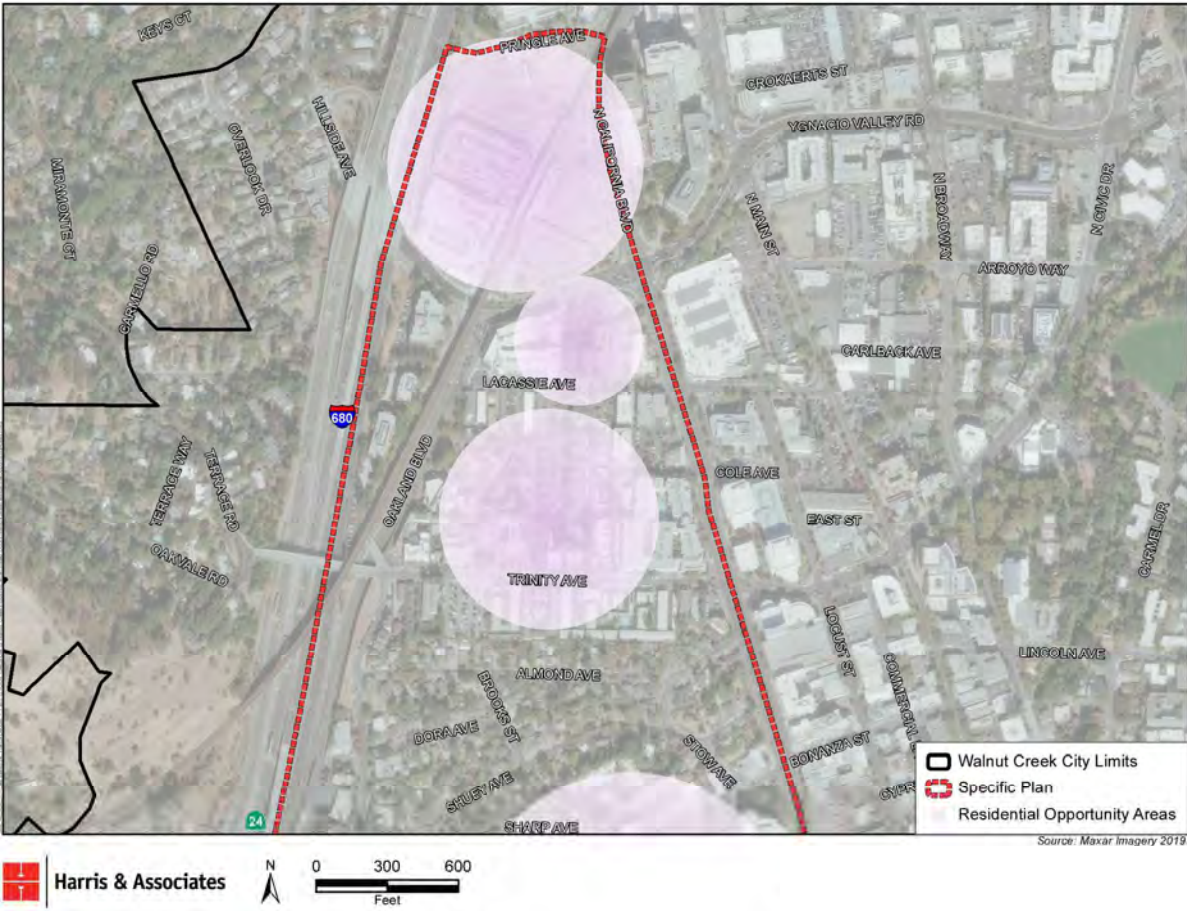 KEYS CT
PRINGLE AVE
CROKAERTS ST
YGNACIO VALLEY RD
HILLSIDE AVE
OVERLOOK DR
MIRAMONTE CT
N CALIFORNIA BLVD
N MAIN ST
N BROADWAY
N CIVIC DR
ARROYO WAY
CARMELLO RD
CARLBACK AVE
LACASSIE AVE
680
OAKLAND BLVD
TERRACE WAY
TERRACE RD
COLE AVE
EAST ST
OAKVALE RD
CARMEL DR
TRINITY AVE
LOCUST ST
COMMERCIAL
LINCOLN AVE
ALMOND AVE
BROOKS ST
DORA AVE
STOW AVE
BONANZA ST
SHUEY AVE
CYPR
SHARP AVE
24
Walnut Creek City Limits
Specific Plan
Residential Opportunity Areas
Source: Maxar Imagery 2019
Harris & Associates
N
0 300 600
Feet